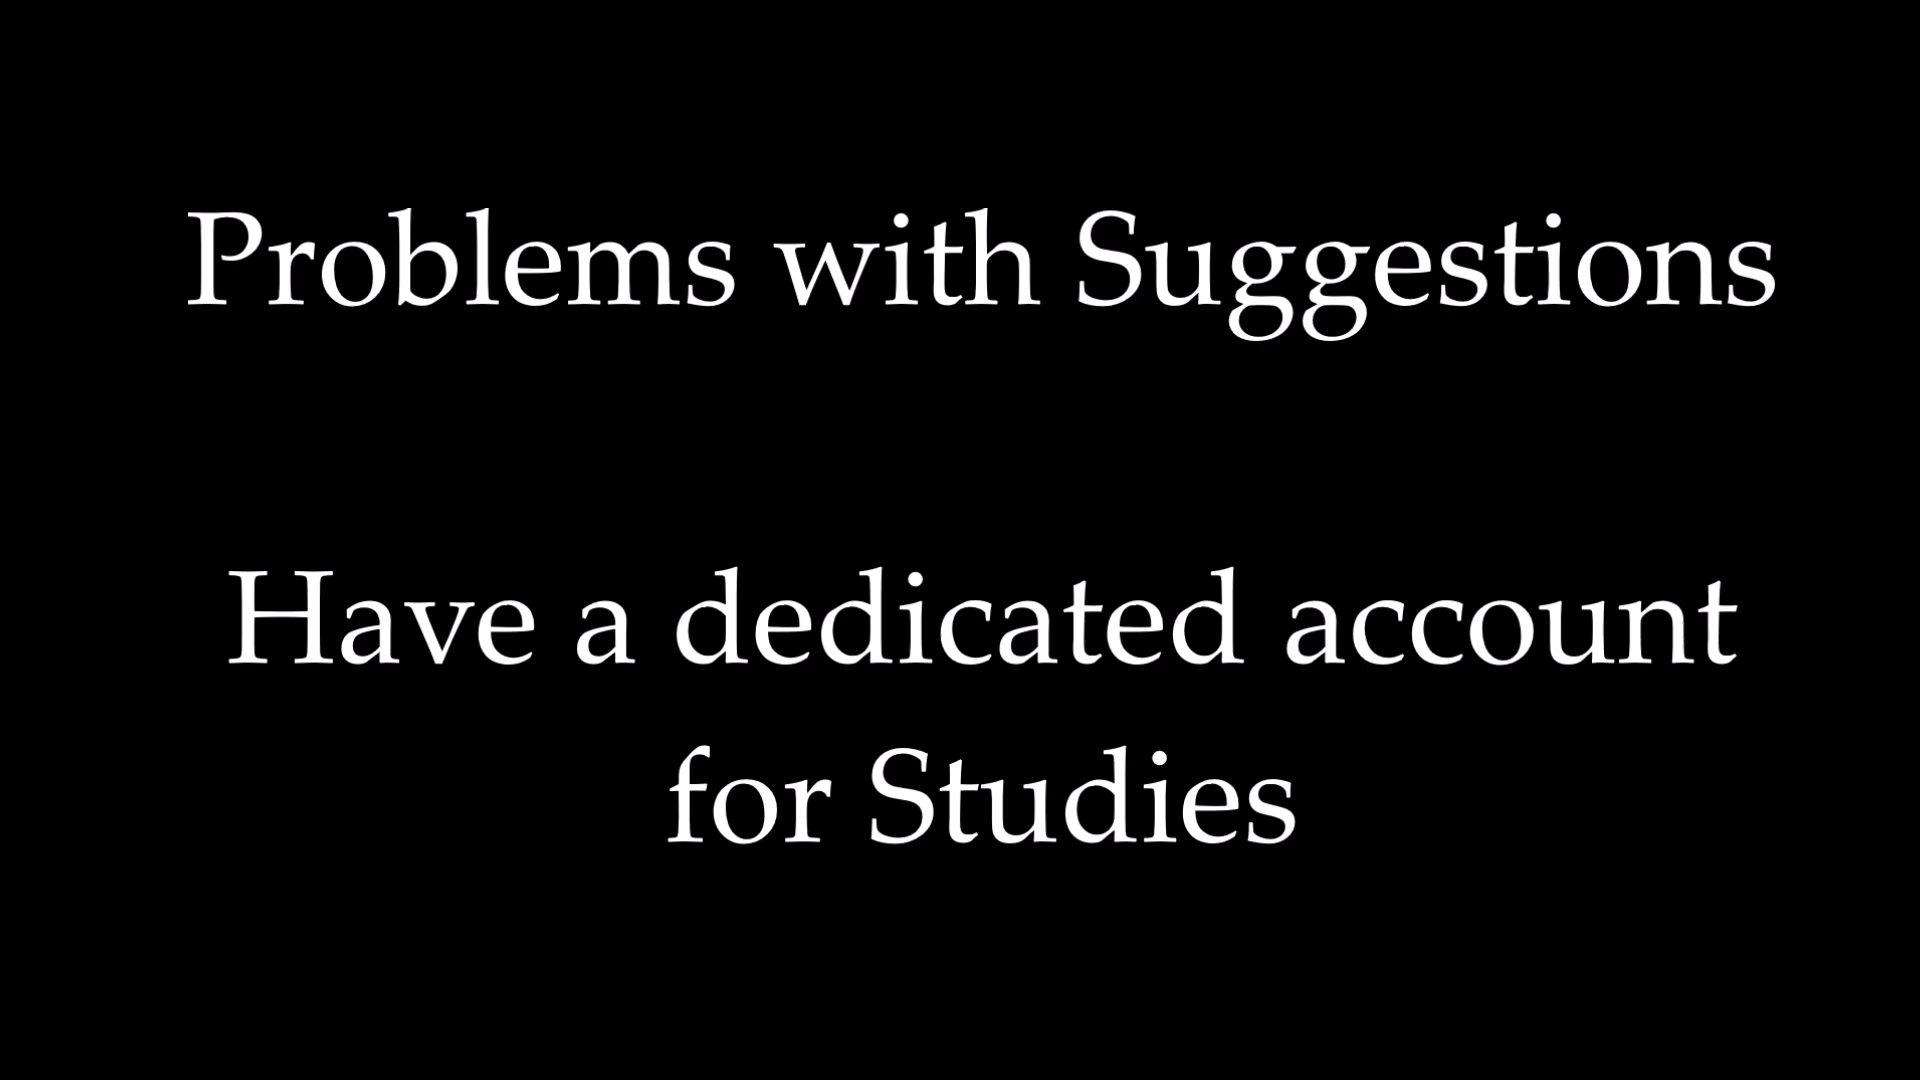 Problems with Suggestions
Have a dedicated account
for Studies